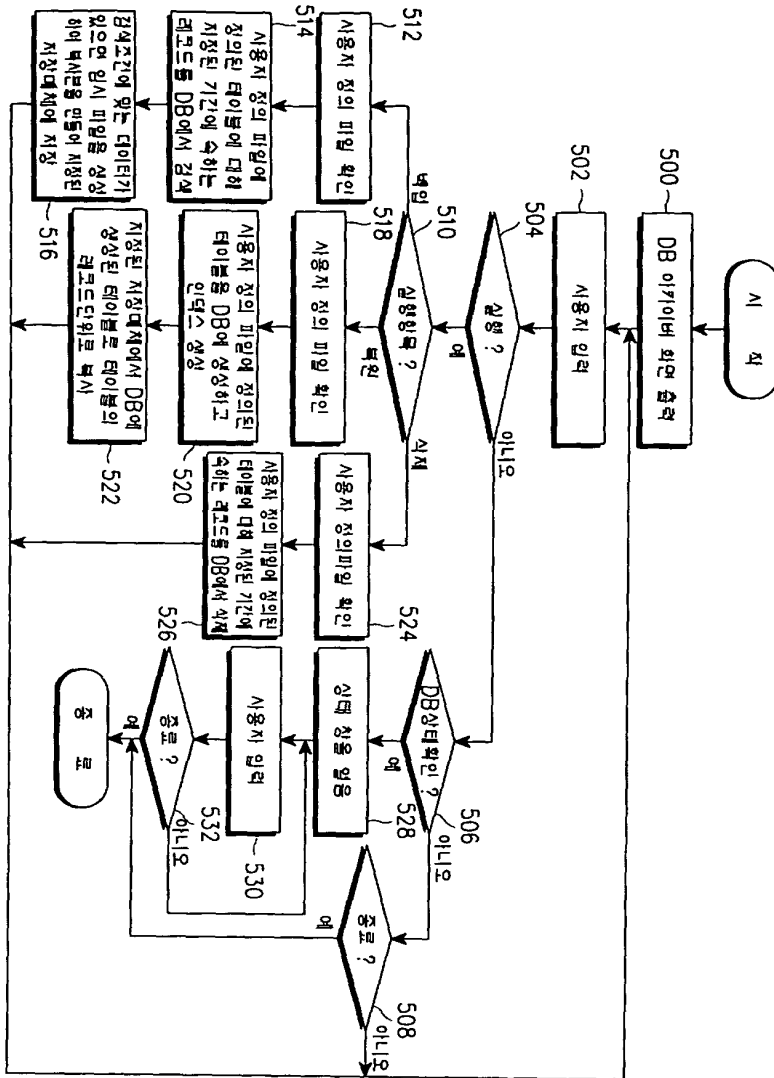 시 작
500
DB 아카이버 화면 출력
502
사용자 입력
504
실행 ?
예
아니오
510
실행항목 ?
백업
복원
삭제
512
사용자 정의 파일 확인
514
사용자 정의 파일에
정의된 테이블에 대해
지정된 기간에 속하는
레코드를 DB에서 검색
검색조건에 맞는 데이터가
있으면 임시 파일을 생성
하여 복사본을 만들어 지정된
저장매체에 저장
516
518
사용자 정의 파일 확인
사용자 정의 파일에 정의된
테이블을 DB에 생성하고
인덱스 생성
520
지정된 저장매체에서 DB에
생성된 테이블로 테이블의
레코드단위로 복사
522
사용자 정의파일 확인
524
사용자 정의 파일에 정의된
테이블에 대해 지정된 기간에
속하는 레코드를 DB에서 삭제
526
DB상태확인 ?
506
예
아니오
상태 창을 열음
528
사용자 입력
530
종료 ?
532
예
아니오
종료 ?
508
예
아니오
종 료